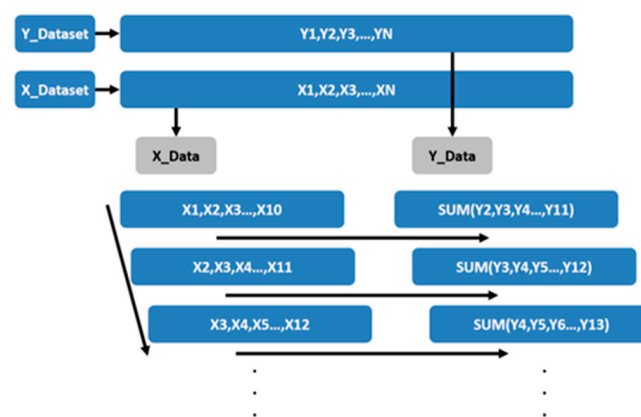 Y_Dataset
Y1,Y2,Y3,...,YN
X_Dataset
X1,X2,X3,...,XN
X_Data
Y_Data
X1,X2,X3...,X10
SUM(Y2,Y3,Y4...,Y11)
X2,X3,X4...,X11
SUM(Y3,Y4,Y5...,Y12)
X3,X4,X5...,X12
SUM(Y4,Y5,Y6...,Y13)